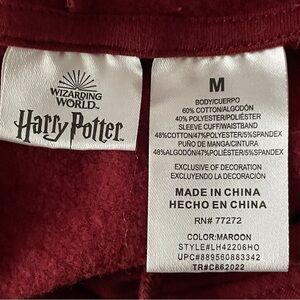 WIZARDING
WORLD™
Harry Potter
M
BODY/CUERPO
60% COTTON/ALGODÓN
40% POLYESTER/POLIÉSTER
SLEEVE CUFF/WAISTBAND
48%COTTON/47%POLYESTER/5%SPANDEX
PUÑO DE MANGA/CINTURA
48%ALGODÓN/47%POLIÉSTER/5%SPANDEX
EXCLUSIVE OF DECORATION
EXCLUYENDO LA DECORACIÓN
MADE IN CHINA
HECHO EN CHINA
RN# 77272
COLOR:MAROON
STYLE#LH42206HO
UPC#889560883342
TR#C862022